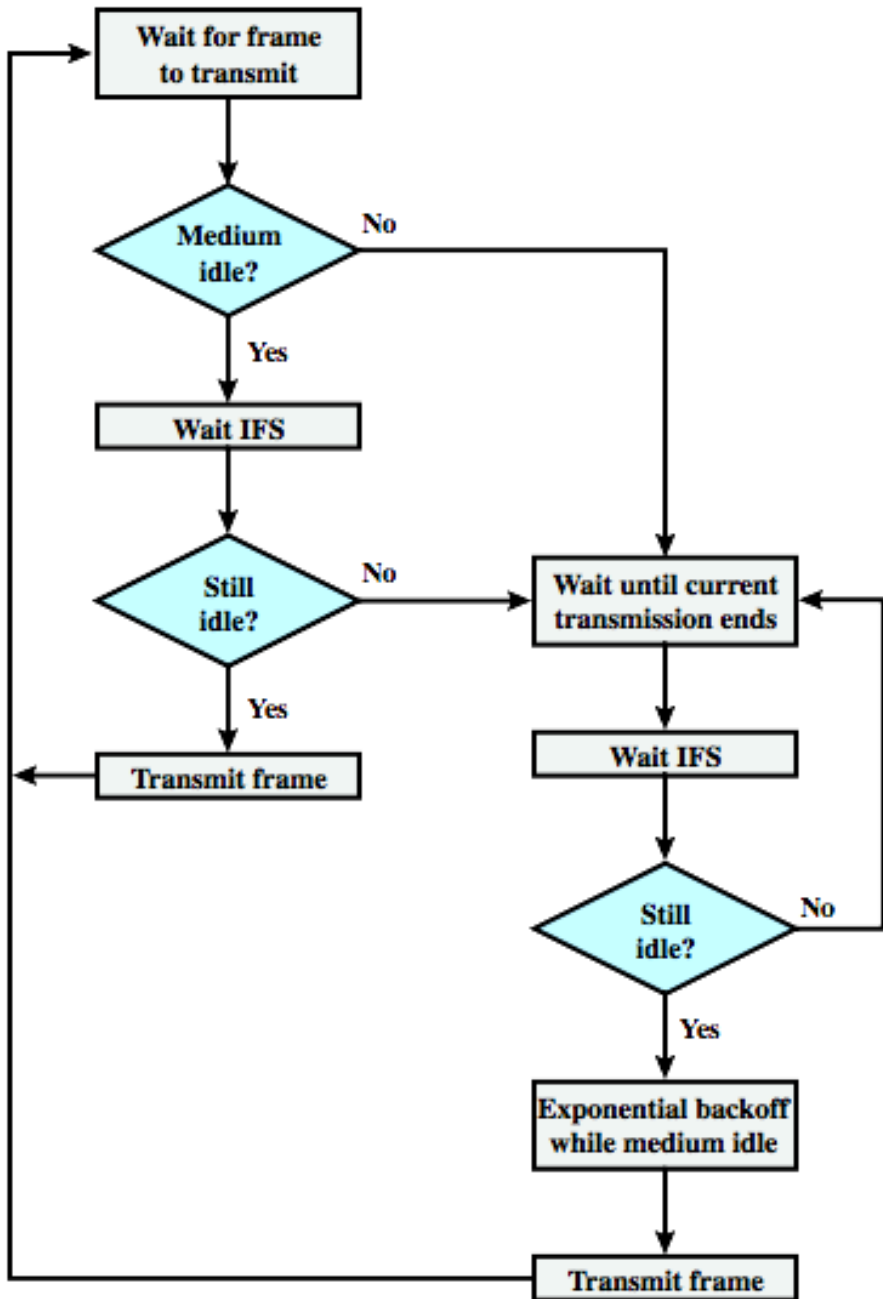 Wait for frame
to transmit
Medium
idle?
No
Yes
Wait IFS
Still
idle?
No
Yes
Transmit frame
Wait until current
transmission ends
Wait IFS
Still
idle?
No
Yes
Exponential backoff
while medium idle
Transmit frame